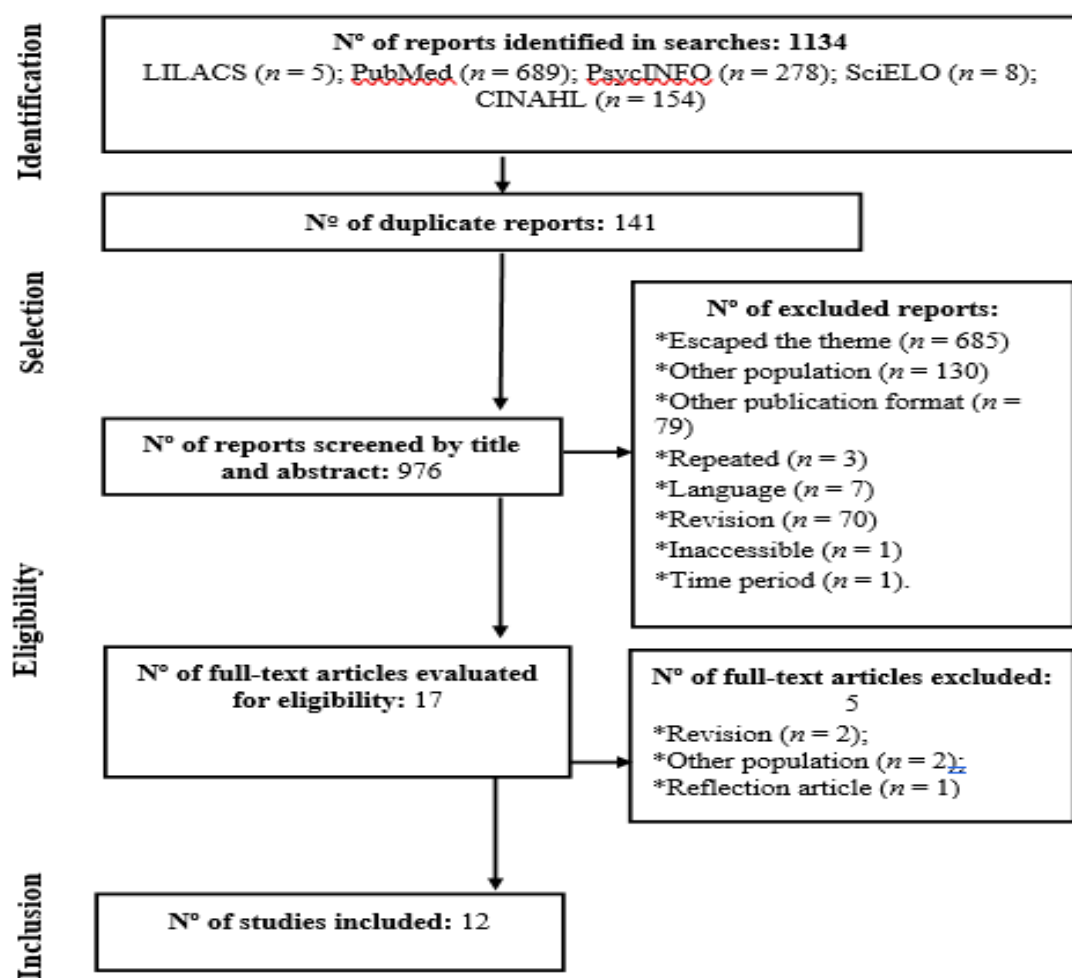 Identification
Nº of reports identified in searches: 1134
LILACS (n = 5); PubMed (n = 689); PsycINFO (n = 278); SciELO (n = 8);
CINAHL (n = 154)
Nº of duplicate reports: 141
Selection
Nº of excluded reports:
*Escaped the theme (n = 685)
*Other population (n = 130)
*Other publication format (n =
79)
*Repeated (n = 3)
*Language (n = 7)
*Revision (n = 70)
*Inaccessible (n = 1)
*Time period (n = 1).
Nº of reports screened by title
and abstract: 976
Eligibility
Nº of full-text articles evaluated
for eligibility: 17
Nº of full-text articles excluded:
5
*Revision (n = 2);
*Other population (n = 2);
*Reflection article (n = 1)
Inclusion
Nº of studies included: 12